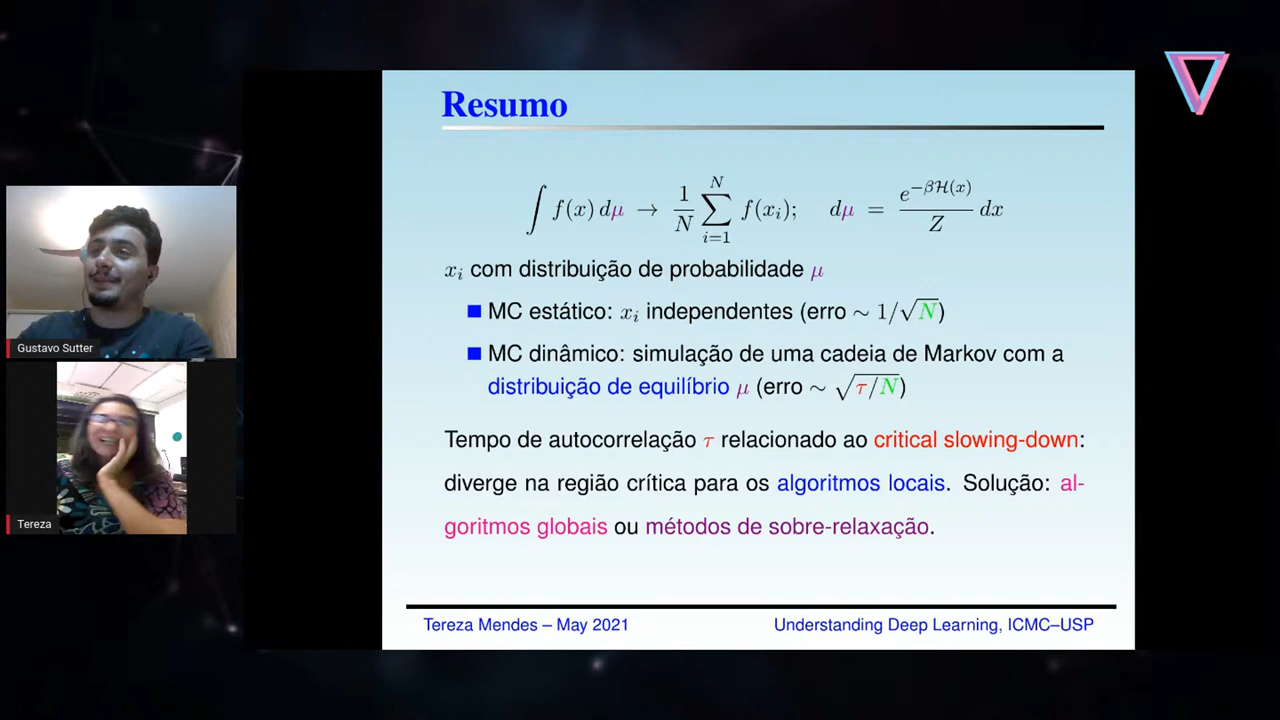 Resumo
∫ f(x) dμ → 1/N ∑_{i=1}^{N} f(x_i); dμ = e^{−βℋ(x)}/Z dx
x_i com distribuição de probabilidade μ
■ MC estático: x_i independentes (erro ∼ 1/√N)
■ MC dinâmico: simulação de uma cadeia de Markov com a
distribuição de equilíbrio μ (erro ∼ √(τ/N))
Tempo de autocorrelação τ relacionado ao critical slowing-down:
diverge na região crítica para os algoritmos locais. Solução: al-
goritmos globais ou métodos de sobre-relaxação.
Tereza Mendes – May 2021
Understanding Deep Learning, ICMC–USP
Gustavo Sutter
Tereza